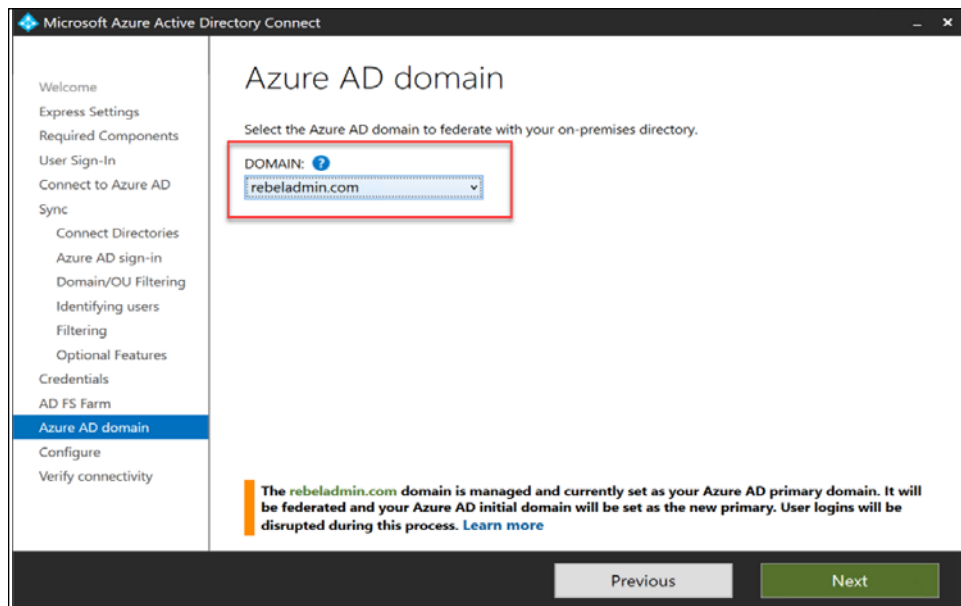 Microsoft Azure Active Directory Connect
Welcome
Express Settings
Required Components
User Sign-In
Connect to Azure AD
Sync
Connect Directories
Azure AD sign-in
Domain/OU Filtering
Identifying users
Filtering
Optional Features
Credentials
AD FS Farm
Azure AD domain
Configure
Verify connectivity
Azure AD domain
Select the Azure AD domain to federate with your on-premises directory.
DOMAIN: ?
rebeladmin.com
The rebeladmin.com domain is managed and currently set as your Azure AD primary domain. It will
be federated and your Azure AD initial domain will be set as the new primary. User logins will be
disrupted during this process. Learn more
Previous
Next